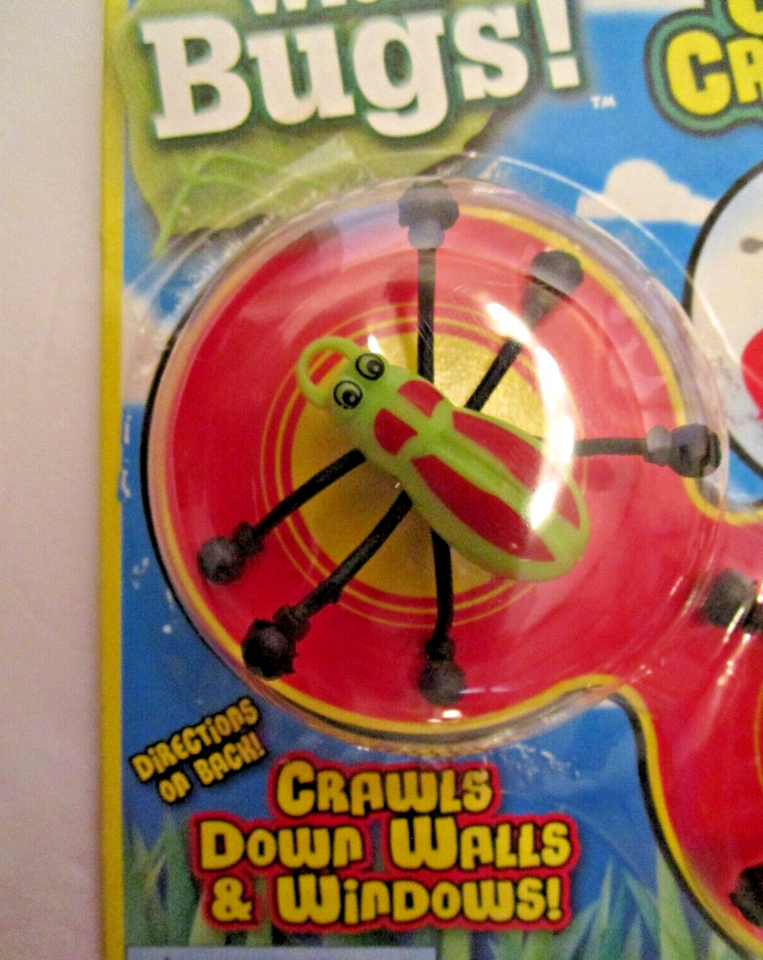 Bugs!
TM
DIRECTIONS
ON BACK!
CRAWLS
DOWN WALLS
& WINDOWS!